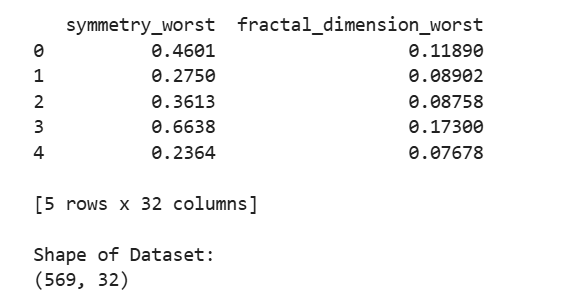 symmetry_worst fractal_dimension_worst
0 0.4601 0.11890
1 0.2750 0.08902
2 0.3613 0.08758
3 0.6638 0.17300
4 0.2364 0.07678
[5 rows x 32 columns]
Shape of Dataset:
(569, 32)